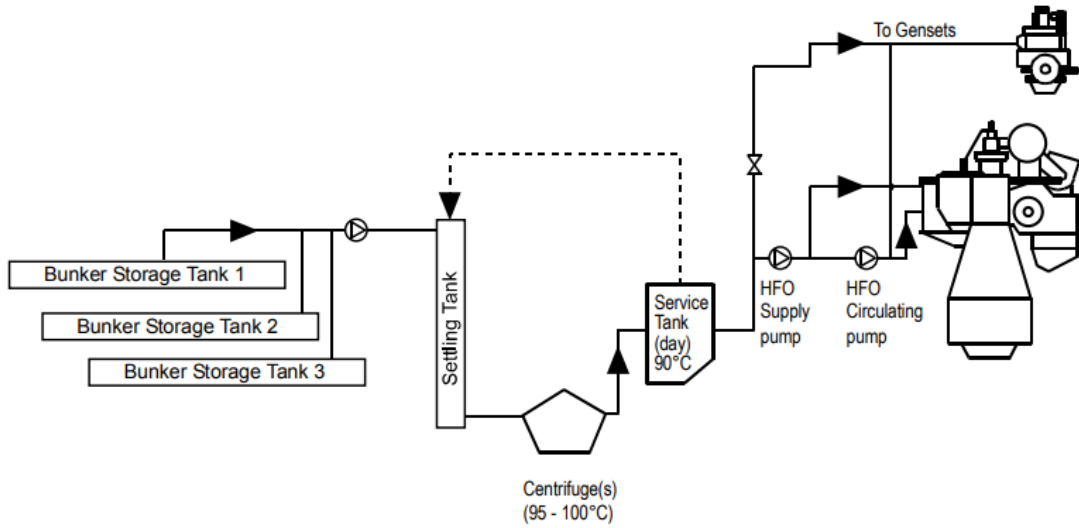 To Gensets
Bunker Storage Tank 1
Bunker Storage Tank 2
Bunker Storage Tank 3
Settling Tank
Centrifuge(s)
(95 - 100°C)
Service
Tank
(day)
90°C
HFO
Supply
pump
HFO
Circulating
pump